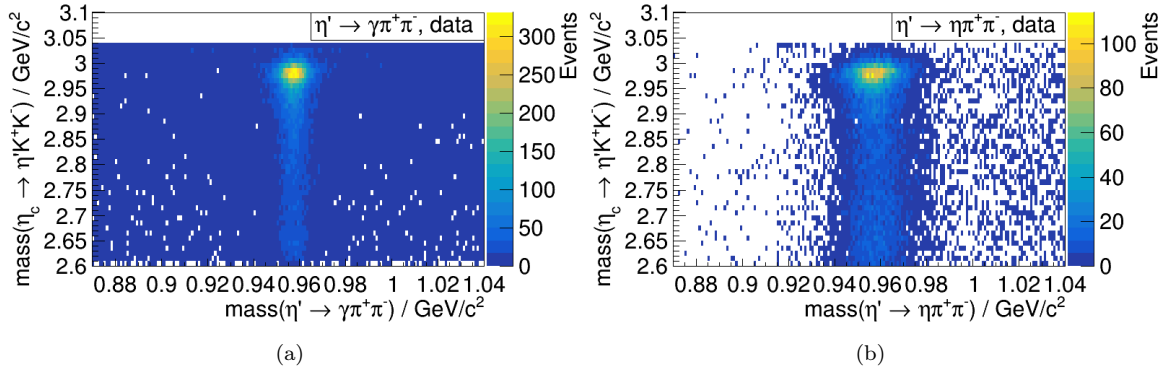 η' → γπ⁺π⁻, data
Events
mass(η_c → η'K⁺K⁻) / GeV/c²
3.1
3.05
3
2.95
2.9
2.85
2.8
2.75
2.7
2.65
2.6
300
250
200
150
100
50
0
0.88 0.9 0.92 0.94 0.96 0.98 1 1.02 1.04
mass(η' → γπ⁺π⁻) / GeV/c²
(a)
η' → ηπ⁺π⁻, data
Events
mass(η_c → η'K⁺K⁻) / GeV/c²
3.1
3.05
3
2.95
2.9
2.85
2.8
2.75
2.7
2.65
2.6
100
80
60
40
20
0
0.88 0.9 0.92 0.94 0.96 0.98 1 1.02 1.04
mass(η' → ηπ⁺π⁻) / GeV/c²
(b)